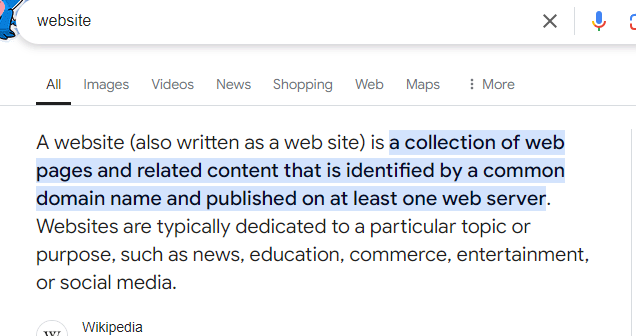 website
All Images Videos News Shopping Web Maps More
A website (also written as a web site) is a collection of web
pages and related content that is identified by a common
domain name and published on at least one web server.
Websites are typically dedicated to a particular topic or
purpose, such as news, education, commerce, entertainment,
or social media.
W
Wikipedia